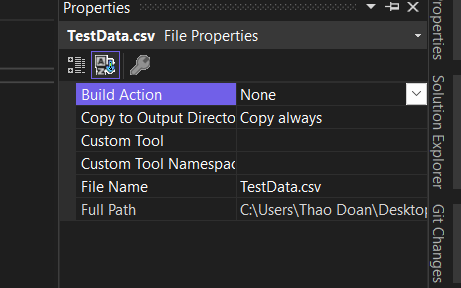 Properties
TestData.csv File Properties
Build Action None
Copy to Output Directo Copy always
Custom Tool
Custom Tool Namespac
File Name TestData.csv
Full Path C:\Users\Thao Doan\Desktop
Properties
Solution Explorer
Git Changes